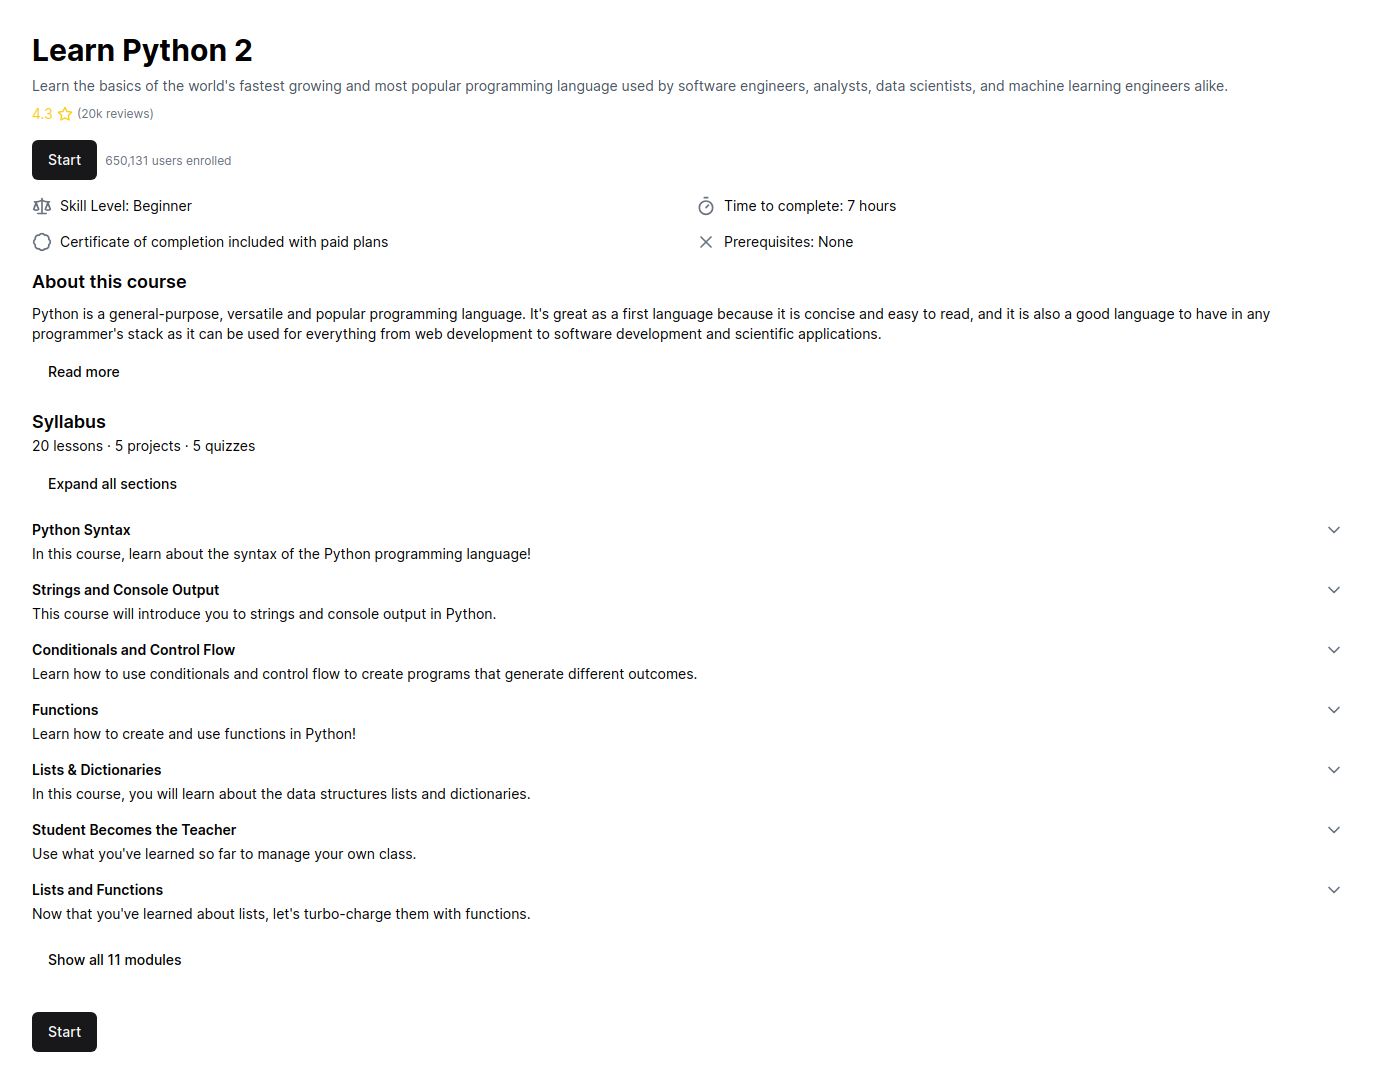 Learn Python 2
Learn the basics of the world's fastest growing and most popular programming language used by software engineers, analysts, data scientists, and machine learning engineers alike.
4.3 (20k reviews)
Start 650,131 users enrolled
Skill Level: Beginner
Time to complete: 7 hours
Certificate of completion included with paid plans
Prerequisites: None
About this course
Python is a general-purpose, versatile and popular programming language. It's great as a first language because it is concise and easy to read, and it is also a good language to have in any
programmer's stack as it can be used for everything from web development to software development and scientific applications.
Read more
Syllabus
20 lessons · 5 projects · 5 quizzes
Expand all sections
Python Syntax
In this course, learn about the syntax of the Python programming language!
Strings and Console Output
This course will introduce you to strings and console output in Python.
Conditionals and Control Flow
Learn how to use conditionals and control flow to create programs that generate different outcomes.
Functions
Learn how to create and use functions in Python!
Lists & Dictionaries
In this course, you will learn about the data structures lists and dictionaries.
Student Becomes the Teacher
Use what you've learned so far to manage your own class.
Lists and Functions
Now that you've learned about lists, let's turbo-charge them with functions.
Show all 11 modules
Start